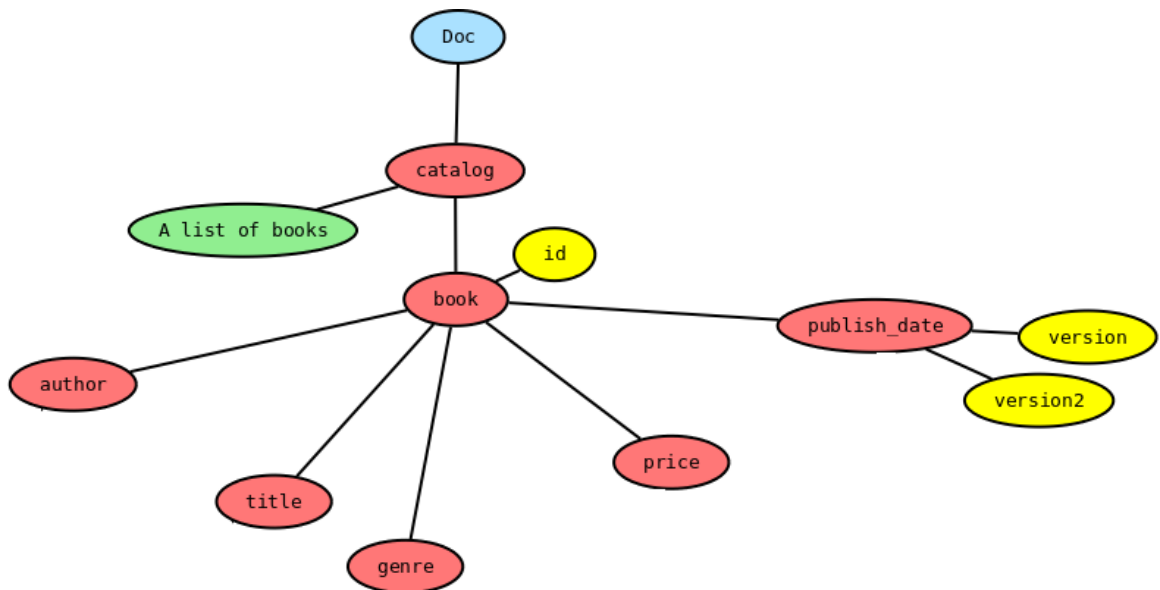 Doc
catalog
A list of books
id
book
publish_date
version
author
version2
price
title
genre